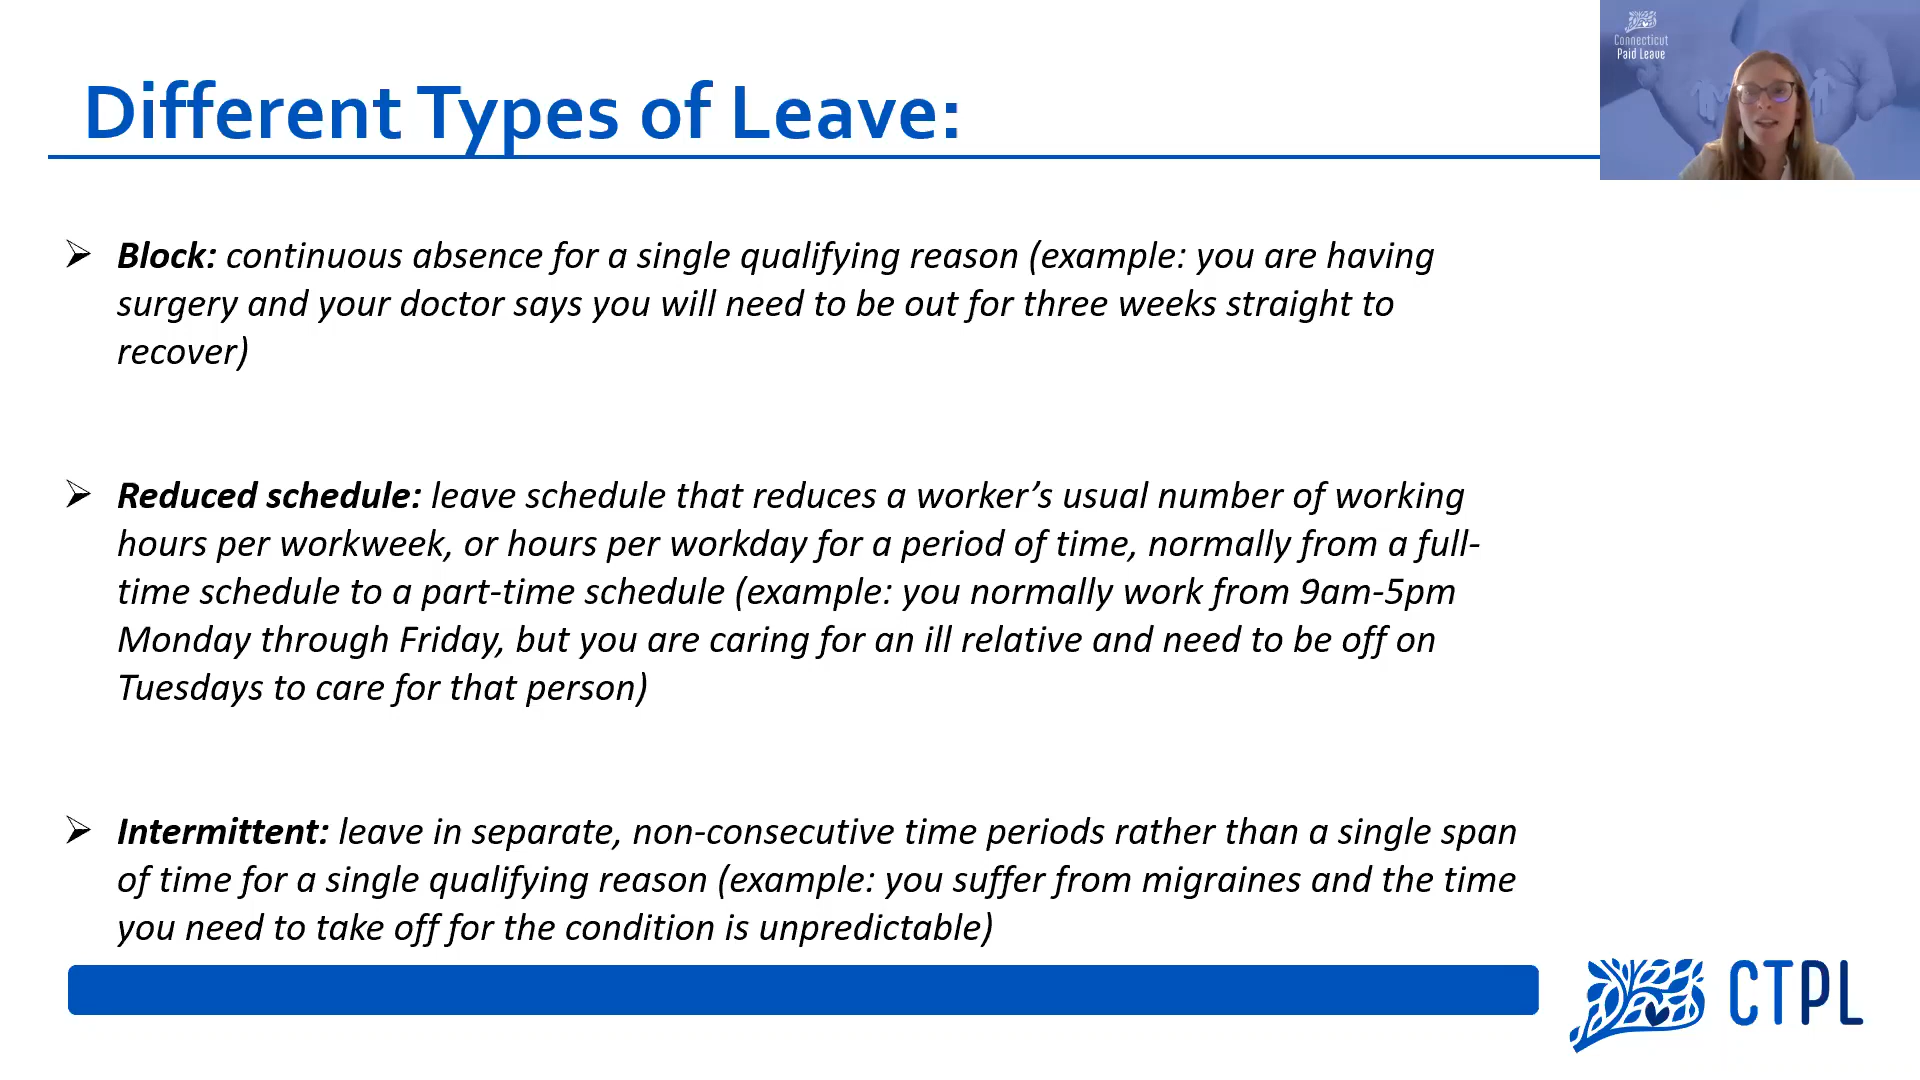 Different Types of Leave:
Connecticut
Paid Leave
➢ Block: continuous absence for a single qualifying reason (example: you are having
surgery and your doctor says you will need to be out for three weeks straight to
recover)
➢ Reduced schedule: leave schedule that reduces a worker’s usual number of working
hours per workweek, or hours per workday for a period of time, normally from a full-
time schedule to a part-time schedule (example: you normally work from 9am-5pm
Monday through Friday, but you are caring for an ill relative and need to be off on
Tuesdays to care for that person)
➢ Intermittent: leave in separate, non-consecutive time periods rather than a single span
of time for a single qualifying reason (example: you suffer from migraines and the time
you need to take off for the condition is unpredictable)
CTPL